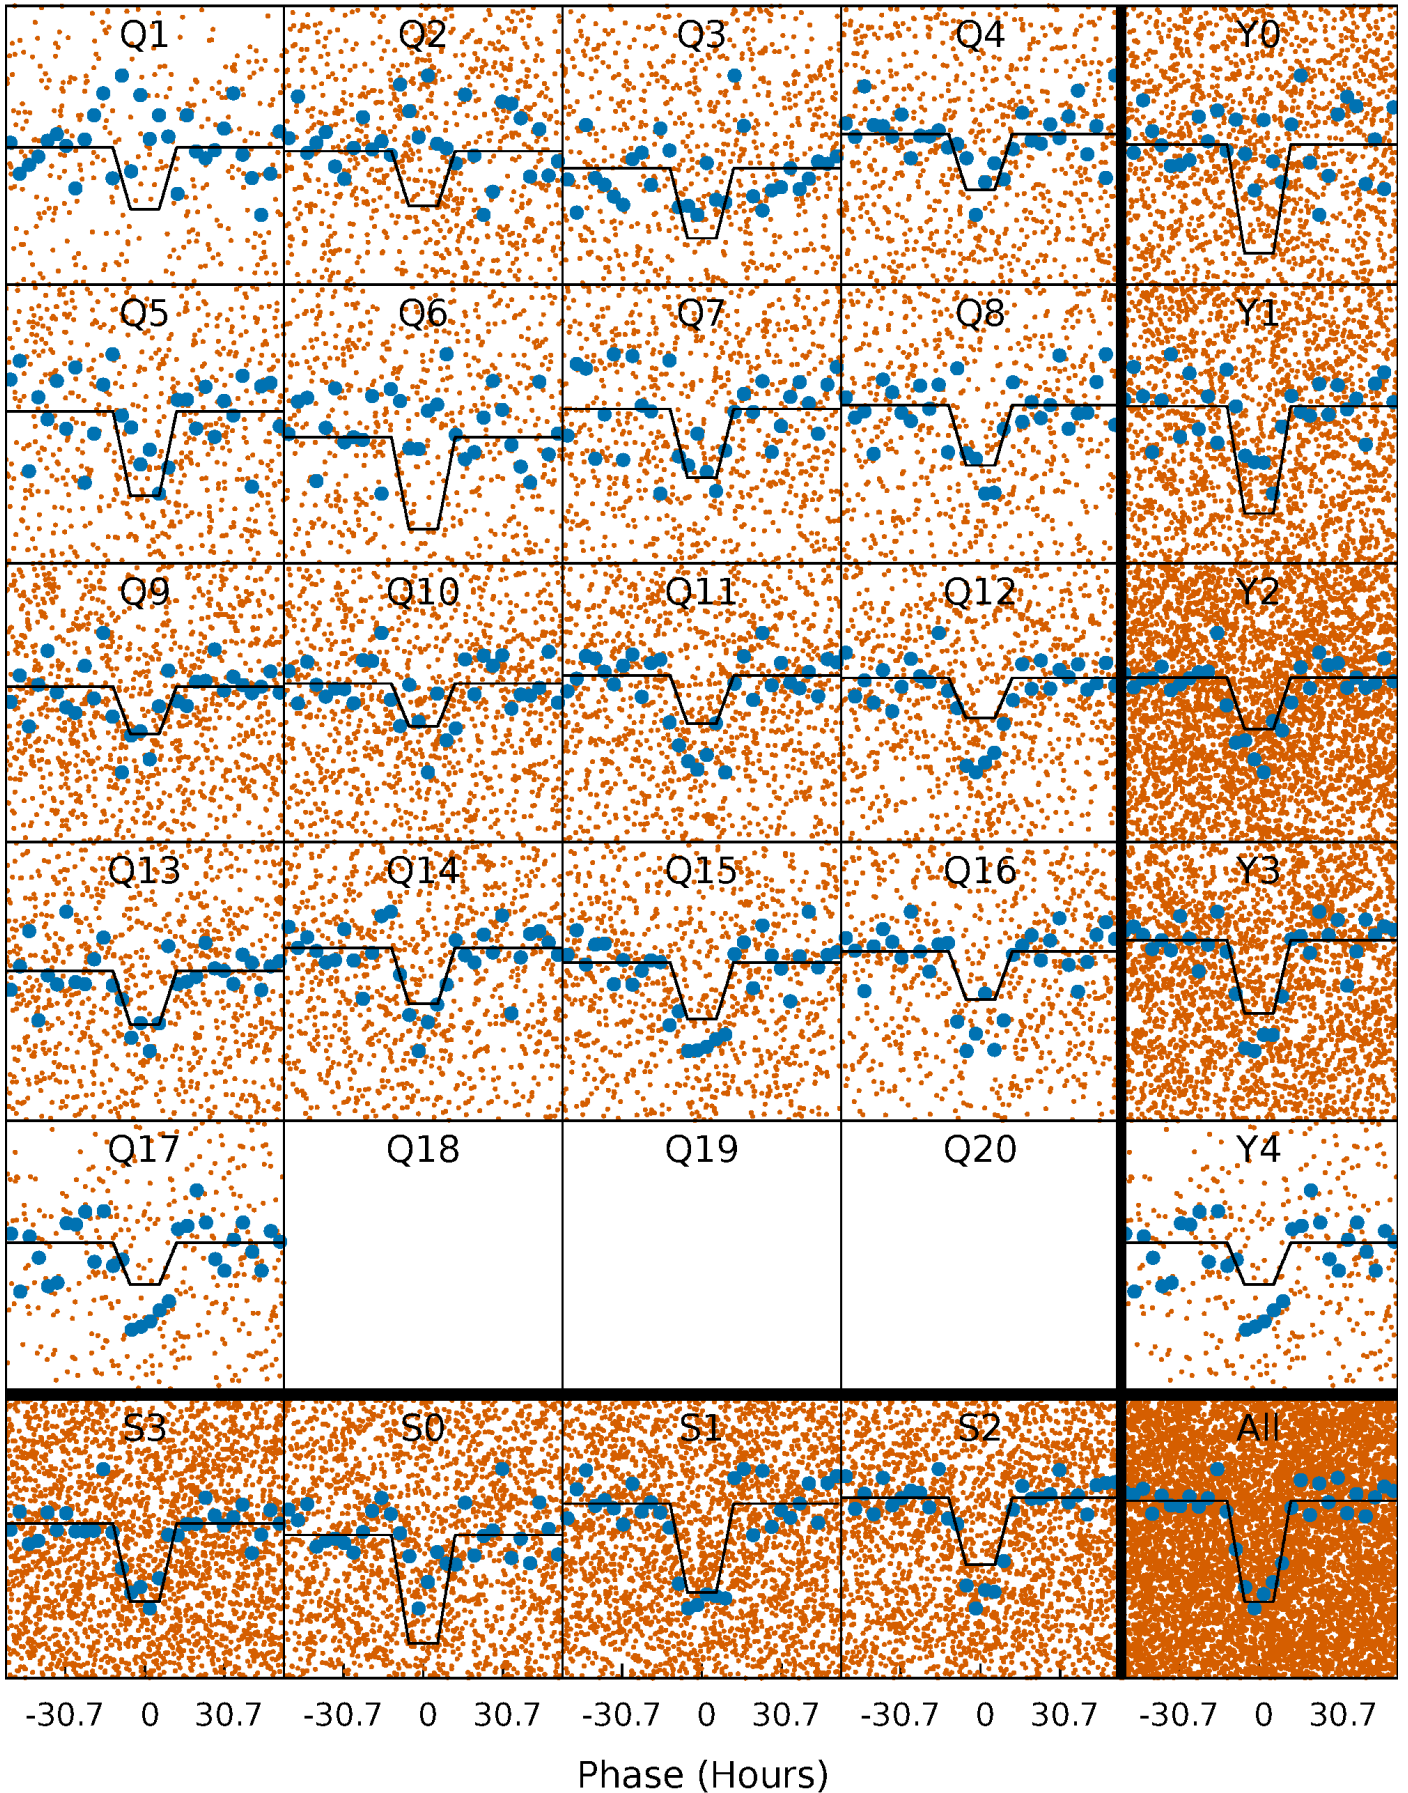 Q1 Q2 Q3 Q4 Y0
Q5 Q6 Q7 Q8 Y1
Q9 Q10 Q11 Q12 Y2
Q13 Q14 Q15 Q16 Y3
Q17 Q18 Q19 Q20 Y4
S3 S0 S1 S2 All
-30.7 0 30.7 -30.7 0 30.7 -30.7 0 30.7 -30.7 0 30.7 -30.7 0 30.7
Phase (Hours)